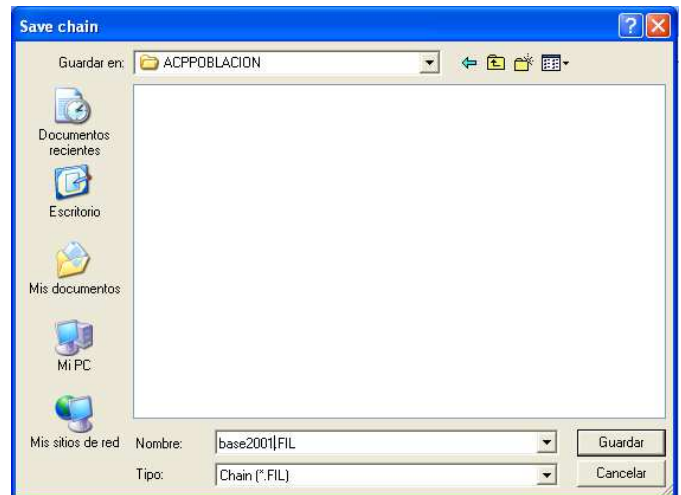 Save chain
Guardar en: ACPPOBLACION
Documentos
recientes
Escritorio
Mis documentos
Mi PC
Mis sitios de red
Nombre: base2001.FIL
Guardar
Tipo: Chain (*.FIL)
Cancelar